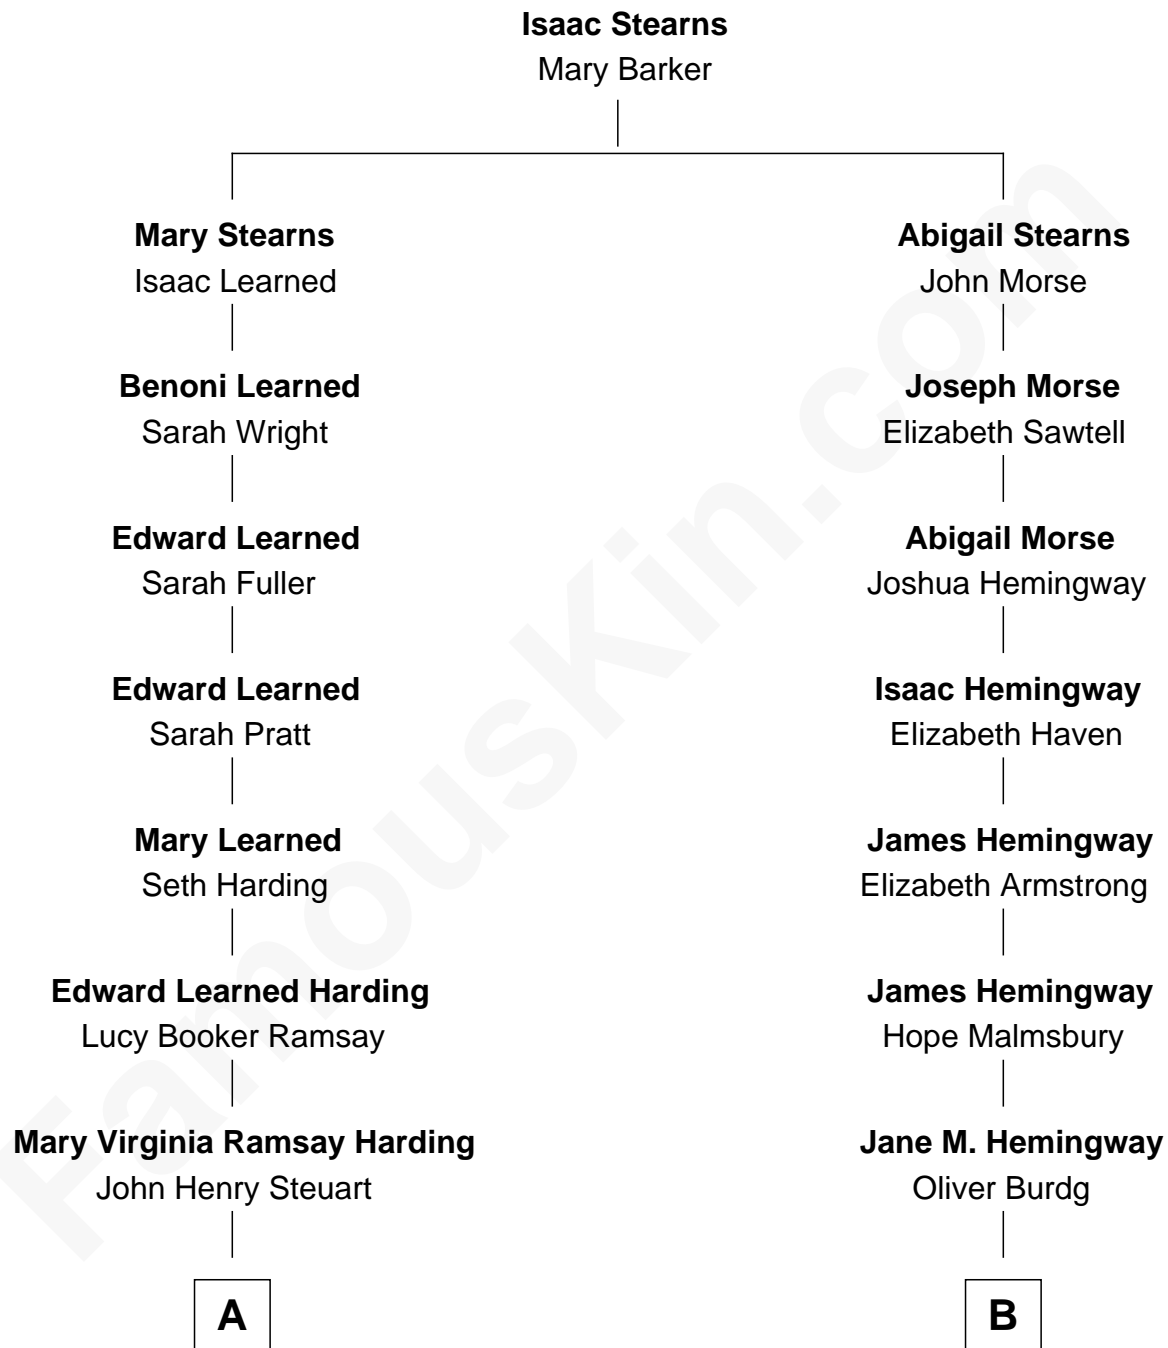 Isaac Stearns
Mary Barker
Mary Stearns
Isaac Learned
Abigail Stearns
John Morse
Benoni Learned
Sarah Wright
Joseph Morse
Elizabeth Sawtell
Edward Learned
Sarah Fuller
Abigail Morse
Joshua Hemingway
Edward Learned
Sarah Pratt
Isaac Hemingway
Elizabeth Haven
Mary Learned
Seth Harding
James Hemingway
Elizabeth Armstrong
Edward Learned Harding
Lucy Booker Ramsay
James Hemingway
Hope Malmsbury
Mary Virginia Ramsay Harding
John Henry Steuart
Jane M. Hemingway
Oliver Burdg
A
B
FamousKin.com